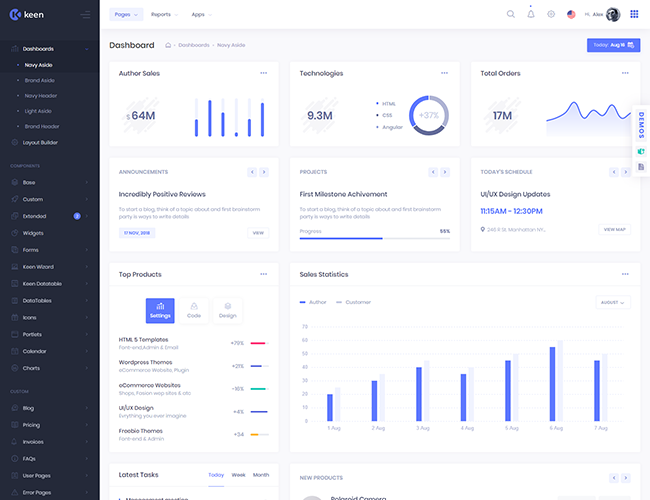 keen
Pages
Reports
Apps
Hi, Alex
Dashboards
Navy Aside
Brand Aside
Navy Header
Light Aside
Brand Header
Layout Builder
COMPONENTS
Base
Custom
Extended
3
Widgets
Forms
Keen Wizard
Keen Datatable
DataTables
Icons
Portlets
Calendar
Charts
CUSTOM
Blog
Pricing
Invoices
FAQs
User Pages
Error Pages
Dashboard
Dashboards
Navy Aside
Today: Aug 16
Author Sales
$ 64M
Technologies
9.3M
HTML
CSS
Angular
+37%
Total Orders
17M
DEMOS
ANNOUNCEMENTS
Incredibly Positive Reviews
To start a blog, think of a topic about and first brainstorm
party is ways to write details
17 NOV, 2018
VIEW
PROJECTS
First Milestone Achivement
To start a blog, think of a topic about and first brainstorm
party is ways to write details
Progress
55%
TODAY'S SCHEDULE
UI/UX Design Updates
11:15AM - 12:30PM
VIEW MAP
Top Products
Settings
Code
Design
HTML 5 Templates
Font-end,Admin & Email
+79%
Wordpress Themes
eCommerce Website, Plugin
+21%
eCommerce Websites
Shops, Fasion wep sites & atc
-16%
UI/UX Design
Evrything you ever imagine
+4%
Freebie Themes
Font-end & Admin
+34
Sales Statistics
Author
Customer
AUGUST
70
60
50
40
30
20
10
0
1 Aug
2 Aug
3 Aug
4 Aug
5 Aug
6 Aug
7 Aug
Latest Tasks
Today
Week
Month
Management meeting
NEW PRODUCTS
Polaroid Camera